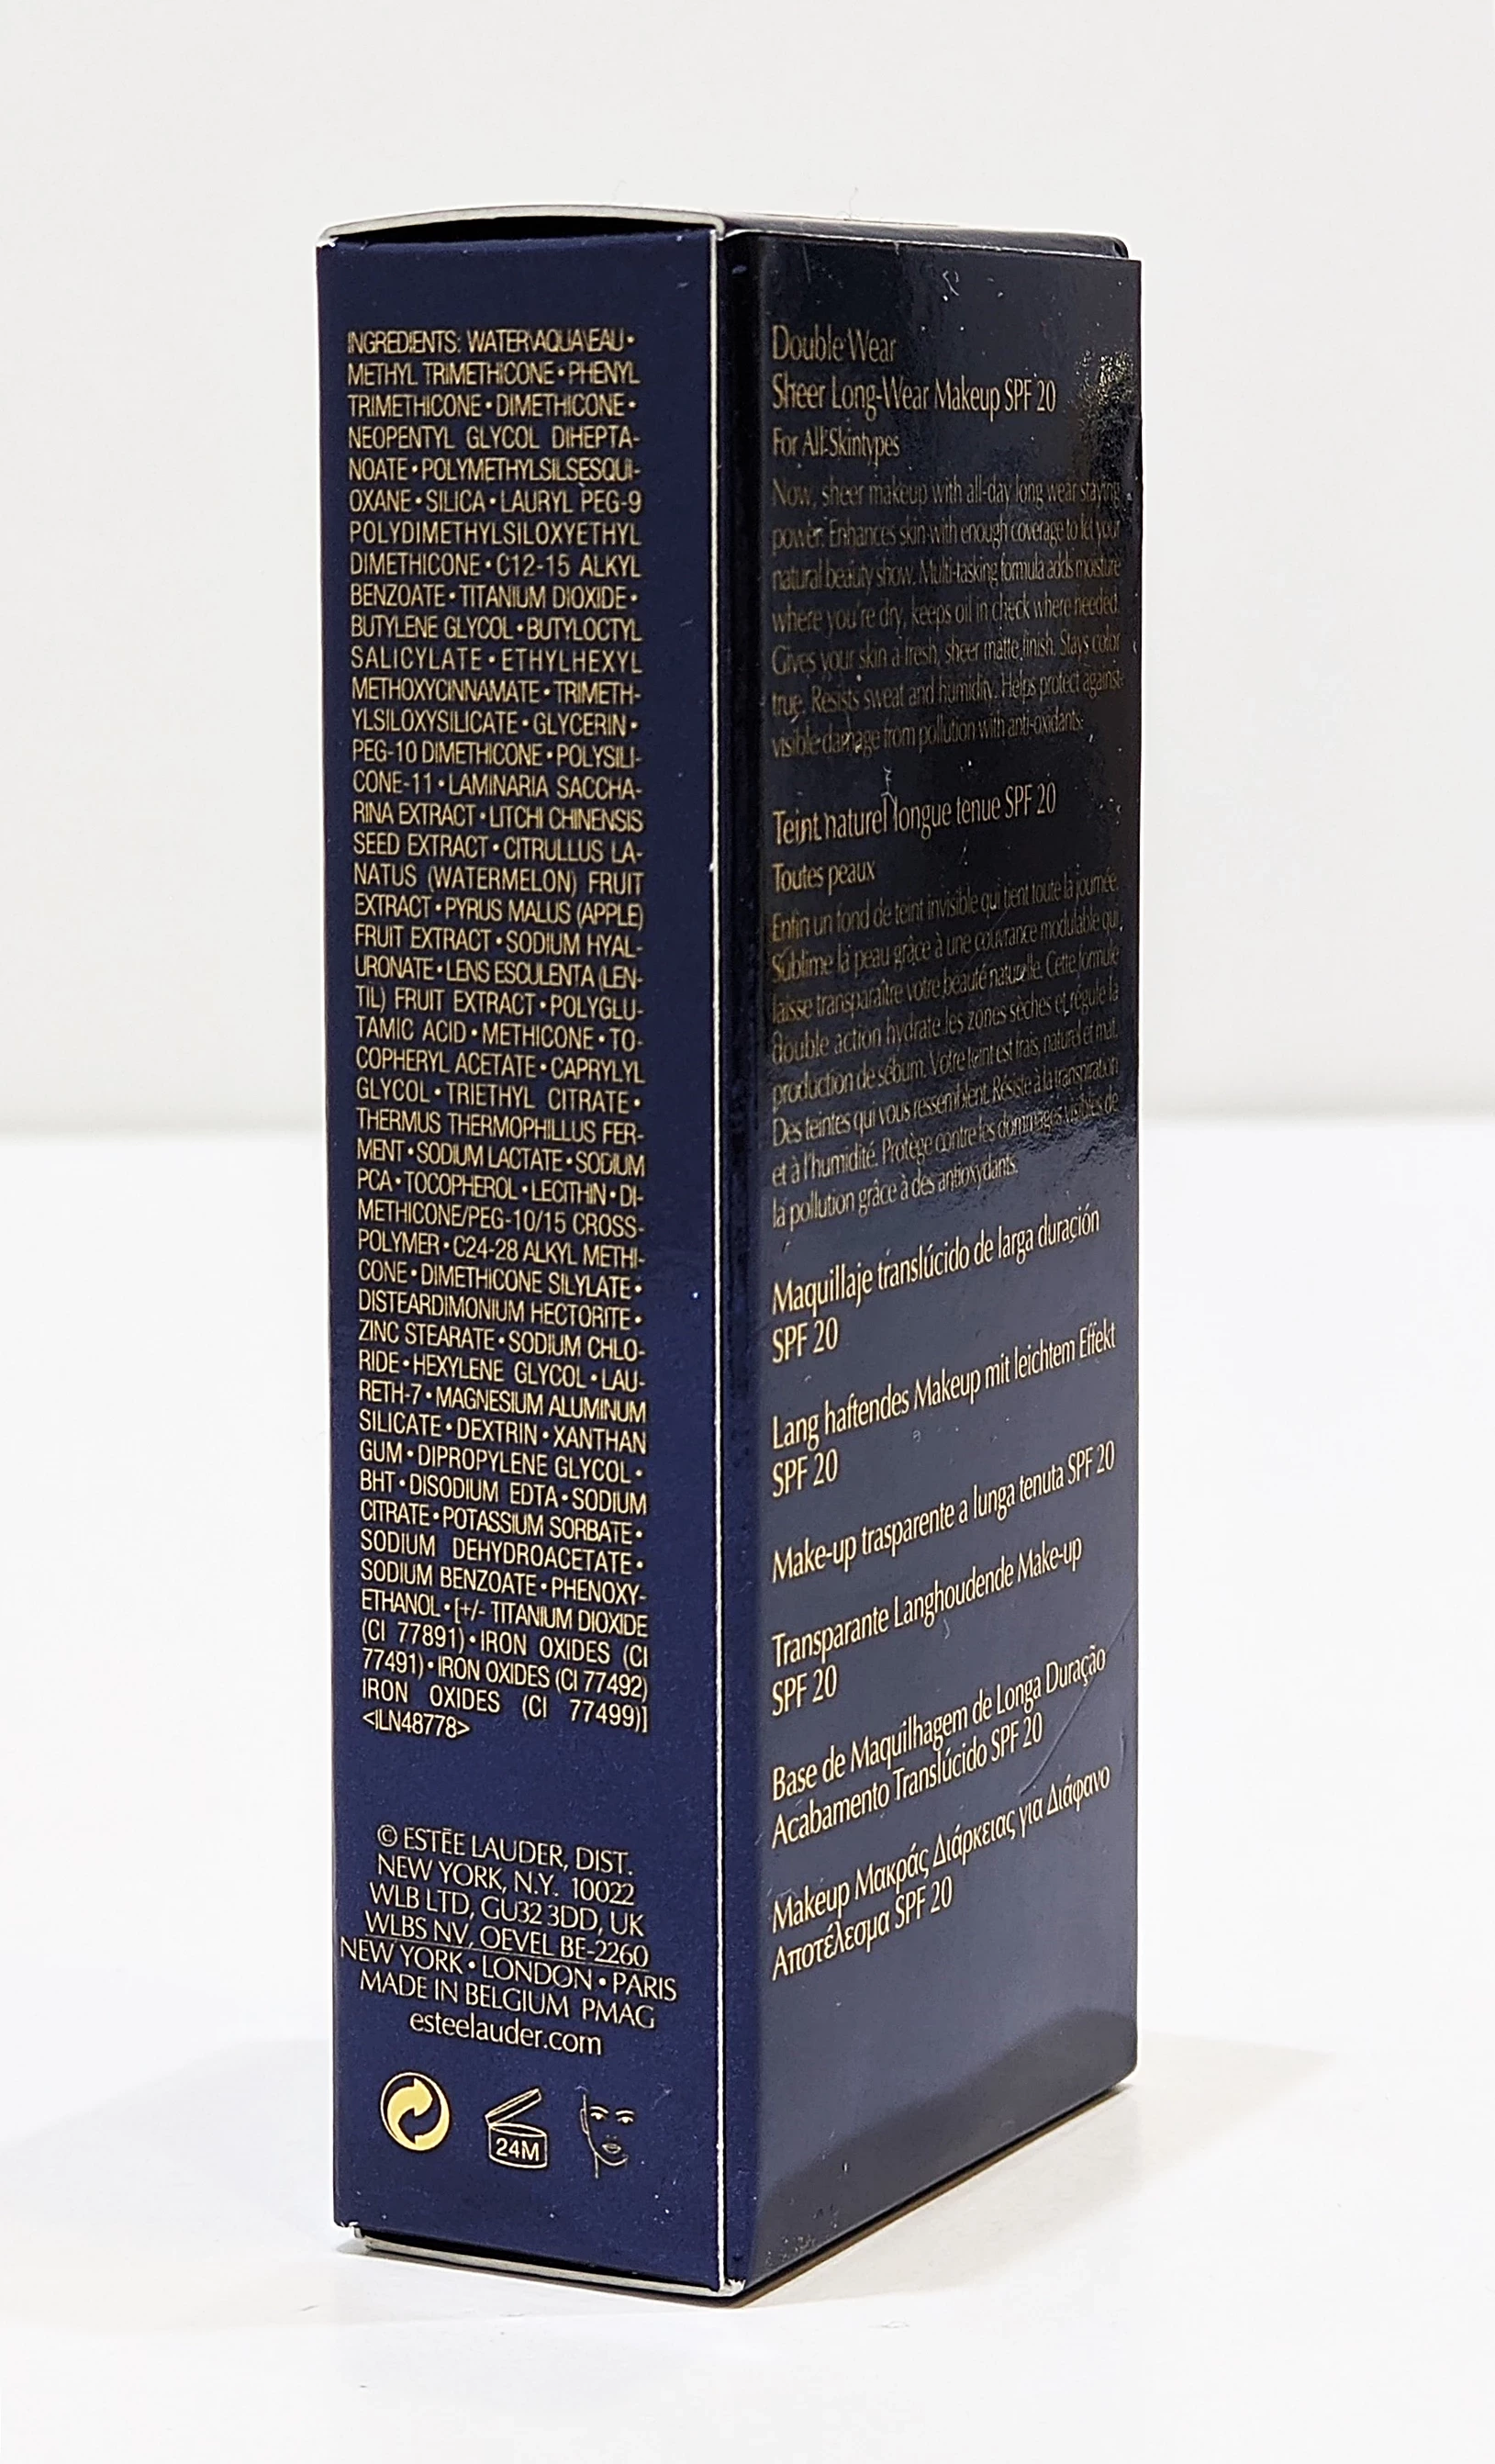 INGREDIENTS: WATER\AQUA\EAU •
METHYL TRIMETHICONE • PHENYL
TRIMETHICONE • DIMETHICONE •
NEOPENTYL GLYCOL DIHEPTA-
NOATE • POLYMETHYLSILSESQUI-
OXANE • SILICA • LAURYL PEG-9
POLYDIMETHYLSILOXYETHYL
DIMETHICONE • C12-15 ALKYL
BENZOATE • TITANIUM DIOXIDE •
BUTYLENE GLYCOL • BUTYLOCTYL
SALICYLATE • ETHYLHEXYL
METHOXYCINNAMATE • TRIMETH-
YLSILOXYSILICATE • GLYCERIN •
PEG-10 DIMETHICONE • POLYSILI-
CONE-11 • LAMINARIA SACCHA-
RINA EXTRACT • LITCHI CHINENSIS
SEED EXTRACT • CITRULLUS LA-
NATUS (WATERMELON) FRUIT
EXTRACT • PYRUS MALUS (APPLE)
FRUIT EXTRACT • SODIUM HYAL-
URONATE • LENS ESCULENTA (LEN-
TIL) FRUIT EXTRACT • POLYGLU-
TAMIC ACID • METHICONE • TO-
COPHERYL ACETATE • CAPRYLYL
GLYCOL • TRIETHYL CITRATE •
THERMUS THERMOPHILLUS FER-
MENT • SODIUM LACTATE • SODIUM
PCA • TOCOPHEROL • LECITHIN • DI-
METHICONE/PEG-10/15 CROSS-
POLYMER • C24-28 ALKYL METHI-
CONE • DIMETHICONE SILYLATE •
DISTEARDIMONIUM HECTORITE •
ZINC STEARATE • SODIUM CHLO-
RIDE • HEXYLENE GLYCOL • LAU-
RETH-7 • MAGNESIUM ALUMINUM
SILICATE • DEXTRIN • XANTHAN
GUM • DIPROPYLENE GLYCOL •
BHT • DISODIUM EDTA • SODIUM
CITRATE • POTASSIUM SORBATE •
SODIUM DEHYDROACETATE •
SODIUM BENZOATE • PHENOXY-
ETHANOL • [+/- TITANIUM DIOXIDE
(CI 77891) • IRON OXIDES (CI
77491) • IRON OXIDES (CI 77492)
IRON OXIDES (CI 77499)]
<ILN48778>
© ESTĒE LAUDER, DIST.
NEW YORK, N.Y. 10022
WLB LTD, GU32 3DD, UK
WLBS NV, OEVEL BE-2260
NEW YORK • LONDON • PARIS
MADE IN BELGIUM PMAG
esteelauder.com
24M
Double Wear
Sheer Long-Wear Makeup SPF 20
For All Skintypes
Now, sheer makeup with all-day long wear staying
power. Enhances skin with enough coverage to let your
natural beauty show. Multi-tasking formula adds moisture
where you're dry, keeps oil in check where needed.
Gives your skin a fresh, sheer matte finish. Stays color
true. Resists sweat and humidity. Helps protect against
visible damage from pollution with anti-oxidants.
Teint naturel longue tenue SPF 20
Toutes peaux
Enfin un fond de teint invisible qui tient toute la journée.
Sublime la peau grâce à une couvrance modulable qui
laisse transparaître votre beauté naturelle. Cette formule
double action hydrate les zones sèches et régule la
production de sébum. Votre teint est frais, naturel et mat.
Des teintes qui vous ressemblent. Résiste à la transpiration
et à l'humidité. Protège contre les dommages visibles de
la pollution grâce à des antioxydants.
Maquillaje translúcido de larga duración
SPF 20
Lang haftendes Makeup mit leichtem Effekt
SPF 20
Make-up trasparente a lunga tenuta SPF 20
Transparante Langhoudende Make-up
SPF 20
Base de Maquilhagem de Longa Duração
Acabamento Translúcido SPF 20
Makeup Μακράς Διάρκειας για Διάφανο
Αποτέλεσμα SPF 20